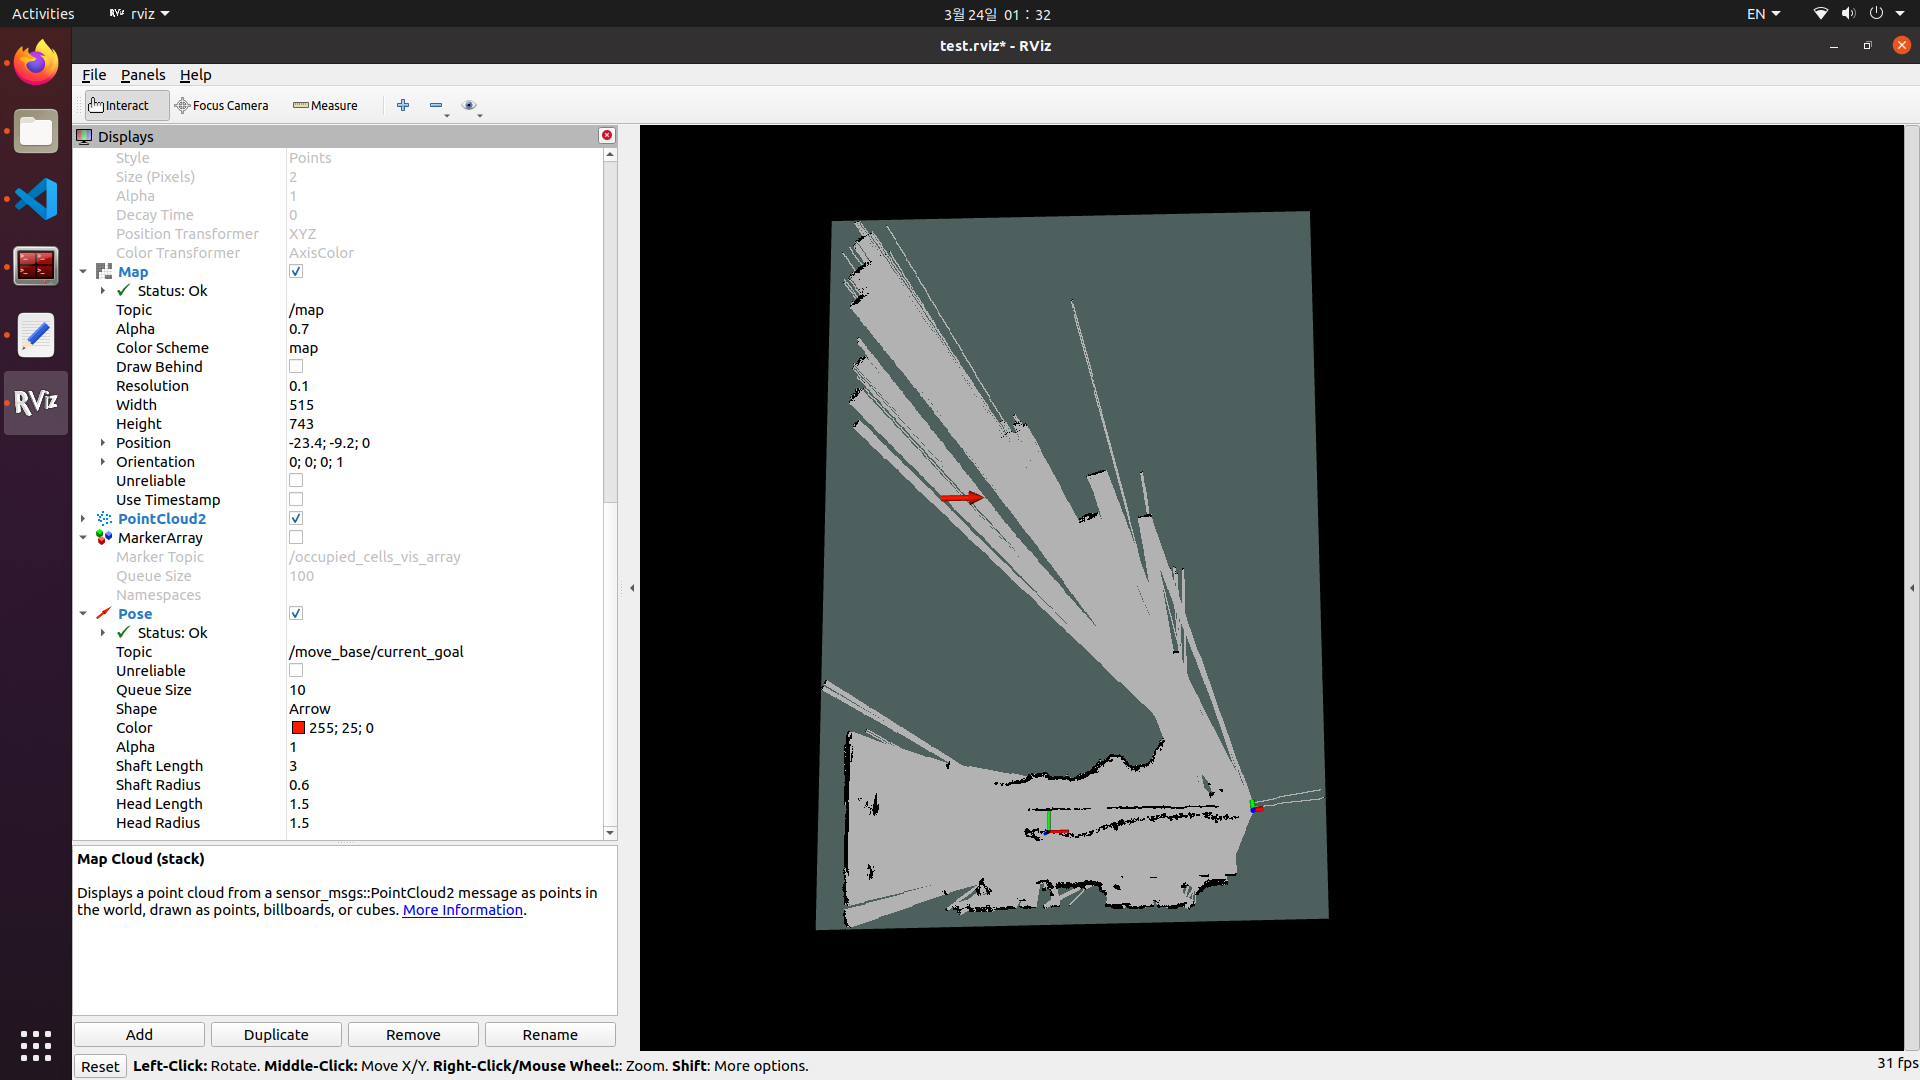 Activities
rviz
3월 24일 01 : 32
EN
test.rviz* - RViz
File Panels Help
Interact Focus Camera Measure
Displays
Style Points
Size (Pixels) 2
Alpha 1
Decay Time 0
Position Transformer XYZ
Color Transformer AxisColor
Map
Status: Ok
Topic /map
Alpha 0.7
Color Scheme map
Draw Behind
Resolution 0.1
Width 515
Height 743
Position -23.4; -9.2; 0
Orientation 0; 0; 0; 1
Unreliable
Use Timestamp
PointCloud2
MarkerArray
Marker Topic /occupied_cells_vis_array
Queue Size 100
Namespaces
Pose
Status: Ok
Topic /move_base/current_goal
Unreliable
Queue Size 10
Shape Arrow
Color 255; 25; 0
Alpha 1
Shaft Length 3
Shaft Radius 0.6
Head Length 1.5
Head Radius 1.5
RViz
Map Cloud (stack)
Displays a point cloud from a sensor_msgs::PointCloud2 message as points in
the world, drawn as points, billboards, or cubes. More Information.
Add Duplicate Remove Rename
Reset Left-Click: Rotate. Middle-Click: Move X/Y. Right-Click/Mouse Wheel:: Zoom. Shift: More options.
31 fps